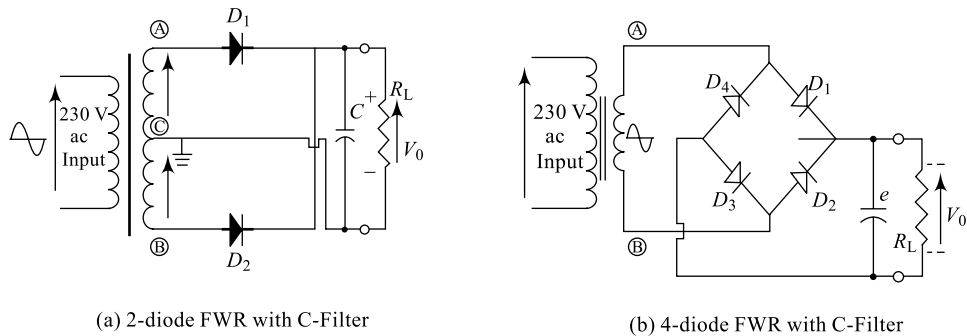 A
D1
230 V
ac
Input
C
C
+
RL
V0
−
B
D2
(a) 2-diode FWR with C-Filter
A
230 V
ac
Input
D4
D1
D3
D2
e
RL
V0
B
(b) 4-diode FWR with C-Filter